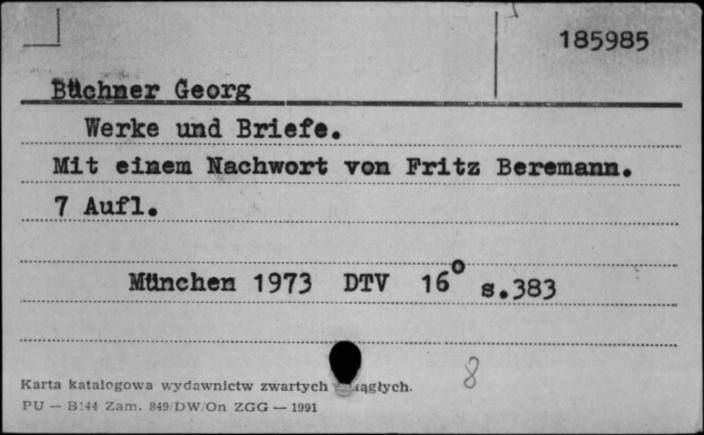 185985
Büchner Georg
Werke und Briefe.
Mit einem Nachwort von Fritz Beremann.
7 Aufl.
München 1973 DTV 16° s.383
8
Karta katalogowa wydawnictw zwartych
PU — B144 Zam. 849/DW/On ZGG — 1991